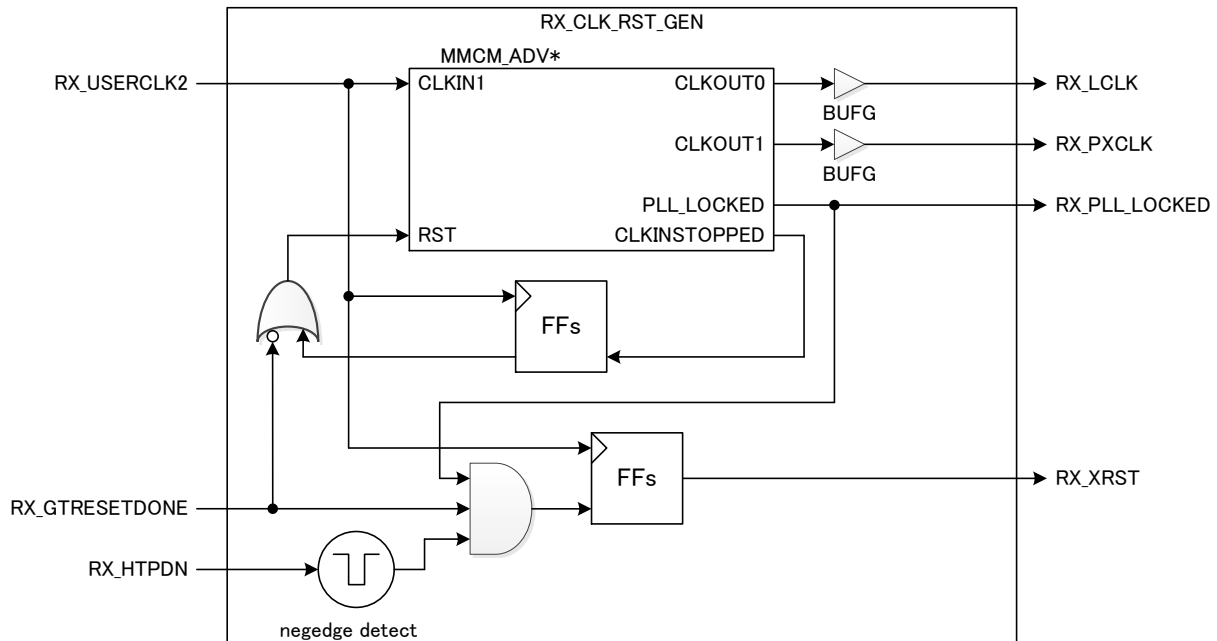 RX_CLK_RST_GEN
MMCM_ADV*
RX_USERCLK2
CLKIN1
CLKOUT0
RX_LCLK
BUFG
CLKOUT1
RX_PXCLK
BUFG
PLL_LOCKED
RX_PLL_LOCKED
RST
CLKINSTOPPED
FFs
FFs
RX_XRST
RX_GTRESETDONE
RX_HTPDN
negedge detect